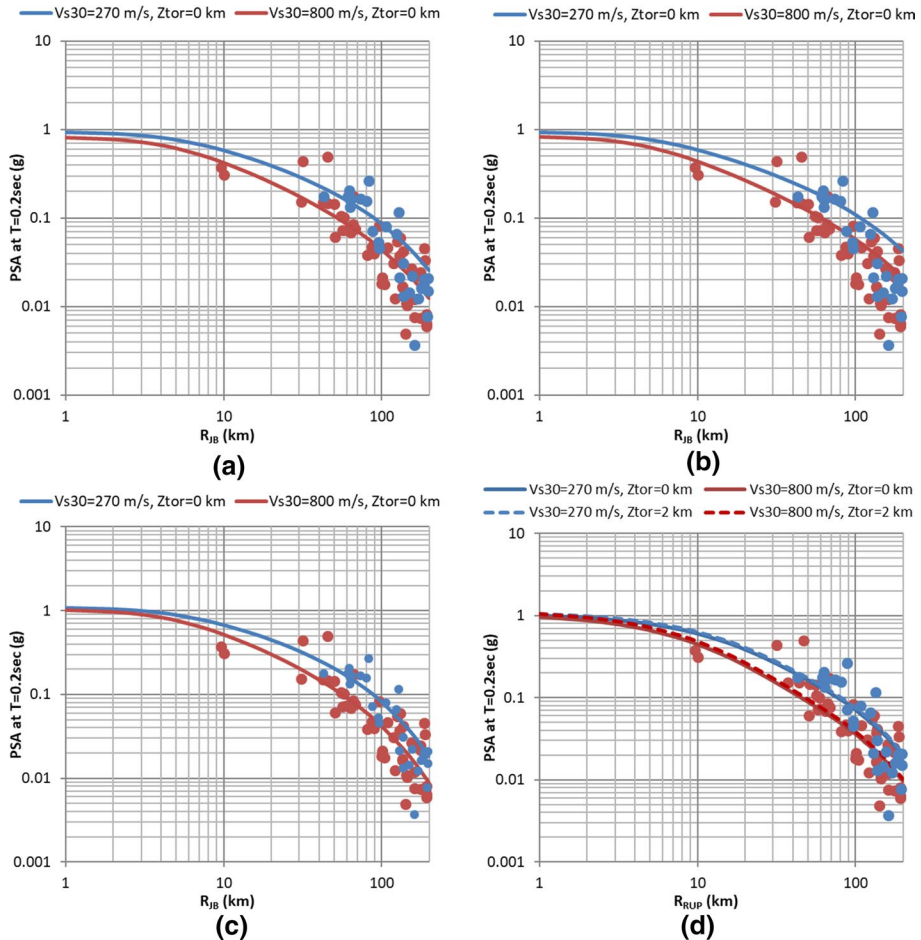 Vs30=270 m/s, Ztor=0 km Vs30=800 m/s, Ztor=0 km
10
1
0.1
0.01
0.001
PSA at T=0.2sec (g)
1 10 100
RJB (km)
(a)
Vs30=270 m/s, Ztor=0 km Vs30=800 m/s, Ztor=0 km
10
1
0.1
0.01
0.001
PSA at T=0.2sec (g)
1 10 100
RJB (km)
(b)
Vs30=270 m/s, Ztor=0 km Vs30=800 m/s, Ztor=0 km
10
1
0.1
0.01
0.001
PSA at T=0.2sec (g)
1 10 100
RJB (km)
(c)
Vs30=270 m/s, Ztor=0 km Vs30=800 m/s, Ztor=0 km
Vs30=270 m/s, Ztor=2 km Vs30=800 m/s, Ztor=2 km
10
1
0.1
0.01
0.001
PSA at T=0.2sec (g)
1 10 100
RRUP (km)
(d)